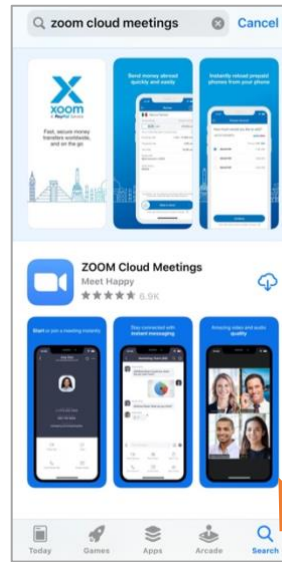 zoom cloud meetings
Cancel
Send money abroad
quickly and easily
Instantly reload prepaid
phones from your phone
xoom
A PayPal Service
Fast, secure money
transfers worldwide,
and on the go.
ZOOM Cloud Meetings
Meet Happy
★★★★★ 6.9K
Start or join a meeting instantly
Stay connected with
instant messaging
Amazing video and audio
quality
Today
Games
Apps
Arcade
Search